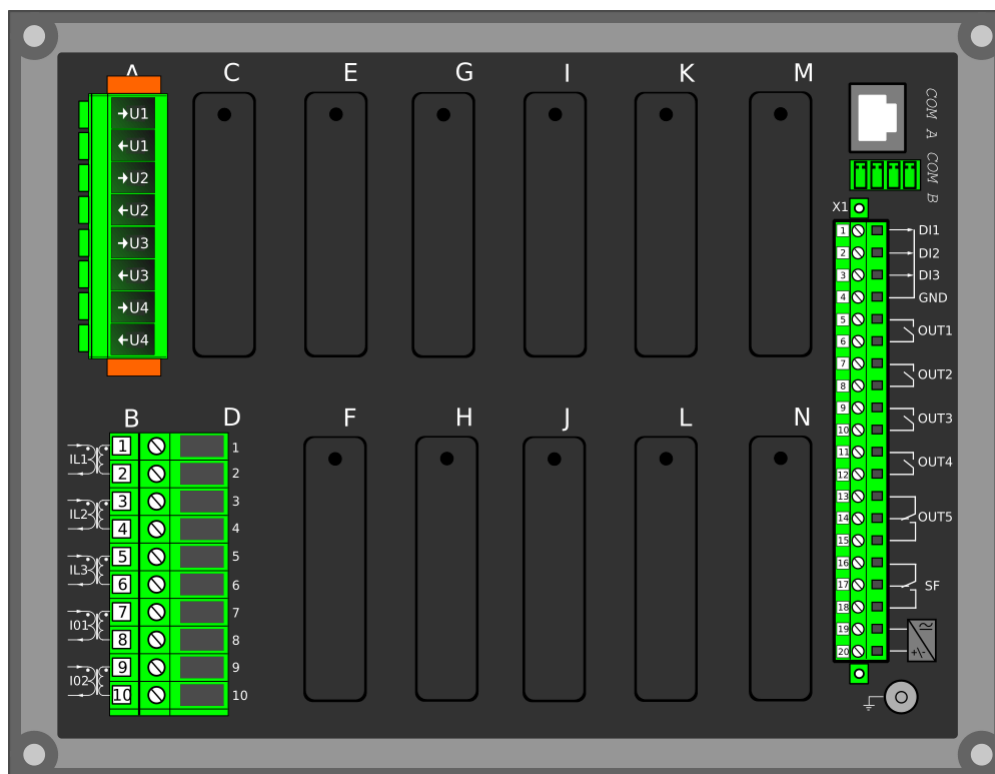 A C E G I K M
→U1
←U1
→U2
←U2
→U3
←U3
→U4
←U4
COM A
COM B
X1
1 DI1
2 DI2
3 DI3
4 GND
5
OUT1
6
7
OUT2
8
9
OUT3
10
11
OUT4
12
13
14 OUT5
15
16
17 SF
18
19
20 +/-
B D F H J L N
IL1
1 1
2 2
IL2
3 3
4 4
IL3
5 5
6 6
I01
7 7
8 8
I02
9 9
10 10